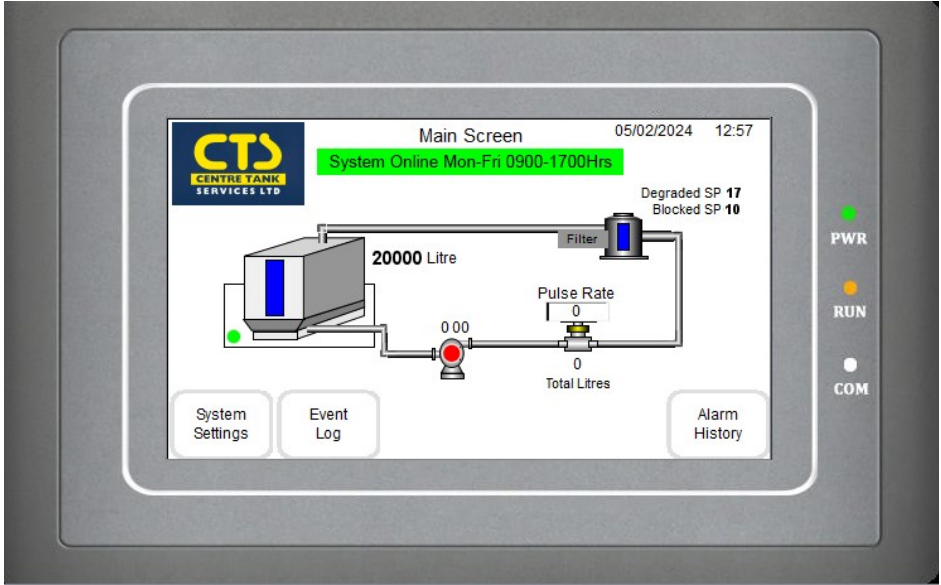 CTS
CENTRE TANK
SERVICES LTD
Main Screen
05/02/2024 12:57
System Online Mon-Fri 0900-1700Hrs
Degraded SP 17
Blocked SP 10
Filter
20000 Litre
Pulse Rate
0
0 00
0
Total Litres
System
Settings
Event
Log
Alarm
History
PWR
RUN
COM